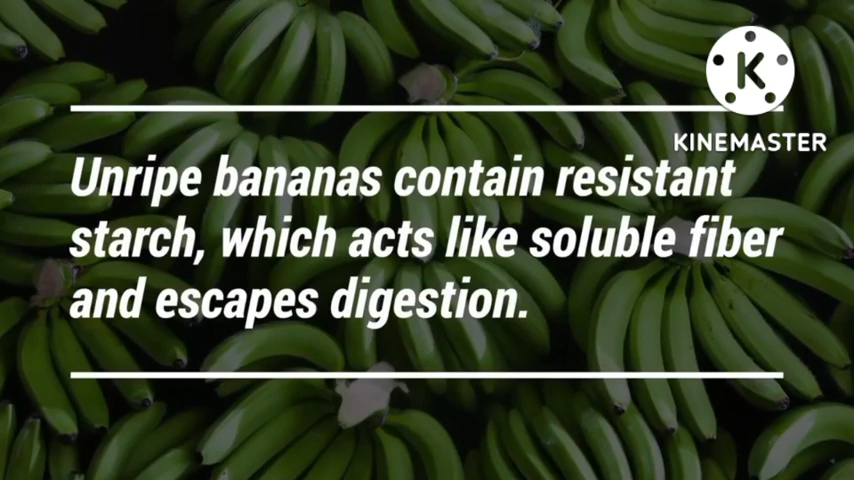 K
KINEMASTER
Unripe bananas contain resistant
starch, which acts like soluble fiber
and escapes digestion.